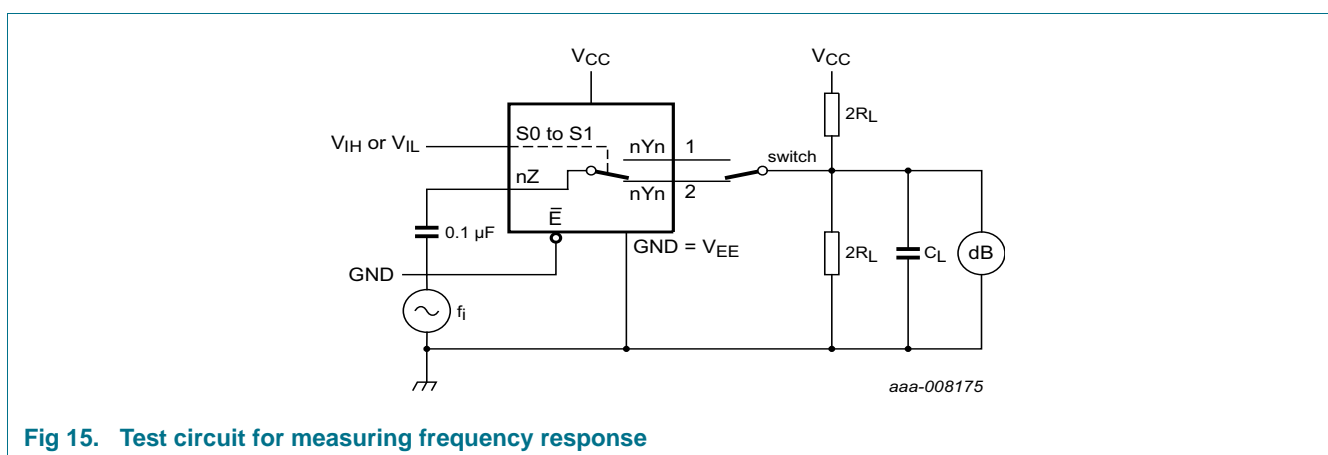 VCC VCC
2RL
VIH or VIL S0 to S1 nYn 1 switch
nZ nYn 2
E̅
0.1 µF GND = VEE 2RL CL dB
GND
fi
aaa-008175
Fig 15. Test circuit for measuring frequency response